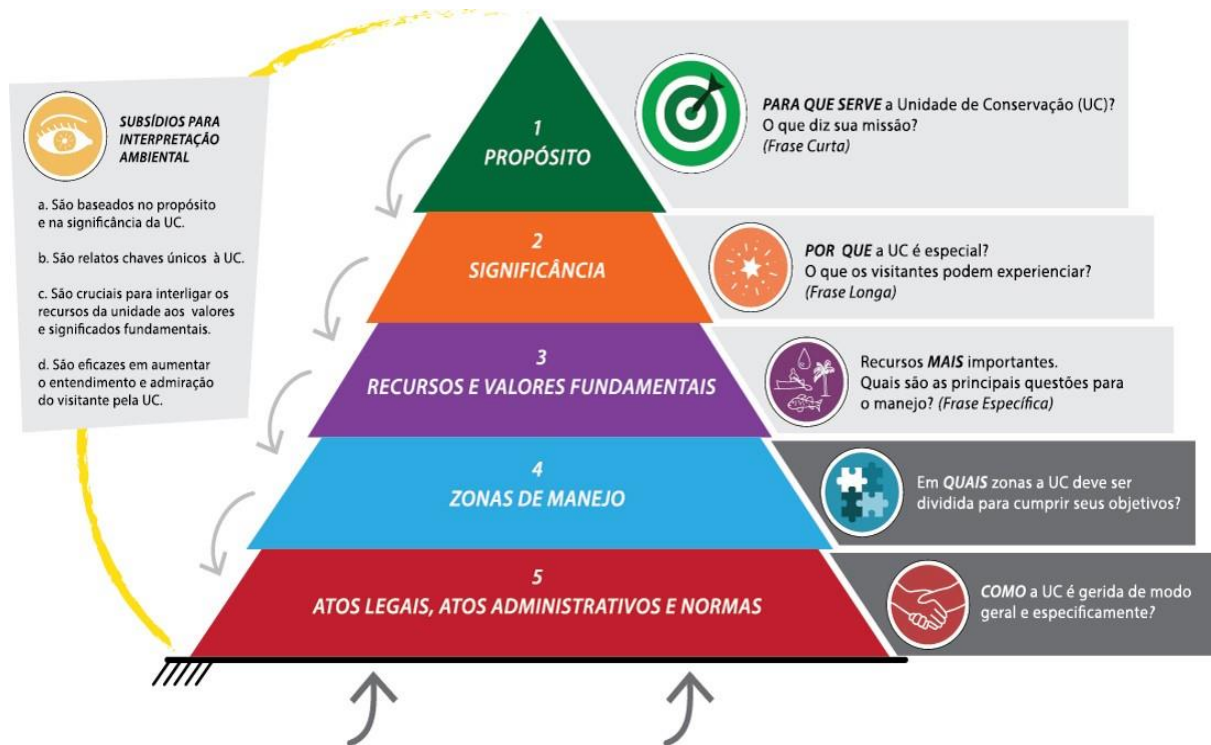 SUBSÍDIOS PARA
INTERPRETAÇÃO
AMBIENTAL
a. São baseados no propósito
e na significância da UC.
b. São relatos chaves únicos à UC.
c. São cruciais para interligar os
recursos da unidade aos valores
e significados fundamentais.
d. São eficazes em aumentar
o entendimento e admiração
do visitante pela UC.
1
PROPÓSITO
PARA QUE SERVE a Unidade de Conservação (UC)?
O que diz sua missão?
(Frase Curta)
2
SIGNIFICÂNCIA
POR QUE a UC é especial?
O que os visitantes podem experienciar?
(Frase Longa)
3
RECURSOS E VALORES FUNDAMENTAIS
Recursos MAIS importantes.
Quais são as principais questões para
o manejo? (Frase Específica)
4
ZONAS DE MANEJO
Em QUAIS zonas a UC deve ser
dividida para cumprir seus objetivos?
5
ATOS LEGAIS, ATOS ADMINISTRATIVOS E NORMAS
COMO a UC é gerida de modo
geral e especificamente?